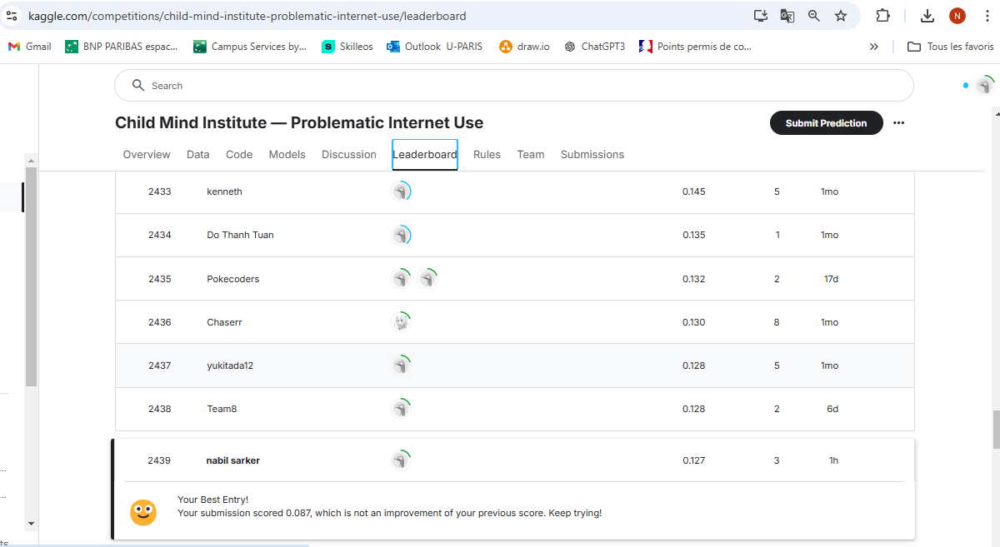 kaggle.com/competitions/child-mind-institute-problematic-internet-use/leaderboard
N
Gmail BNP PARIBAS espac... Campus Services by... Skilleos Outlook U-PARIS draw.io ChatGPT3 Points permis de co... » Tous les favoris
Search
Child Mind Institute — Problematic Internet Use
Submit Prediction
Overview Data Code Models Discussion Leaderboard Rules Team Submissions
2433 kenneth 0.145 5 1mo
2434 Do Thanh Tuan 0.135 1 1mo
2435 Pokecoders 0.132 2 17d
2436 Chaserr 0.130 8 1mo
2437 yukitada12 0.128 5 1mo
2438 Team8 0.128 2 6d
2439 nabil sarker 0.127 3 1h
Your Best Entry!
Your submission scored 0.087, which is not an improvement of your previous score. Keep trying!